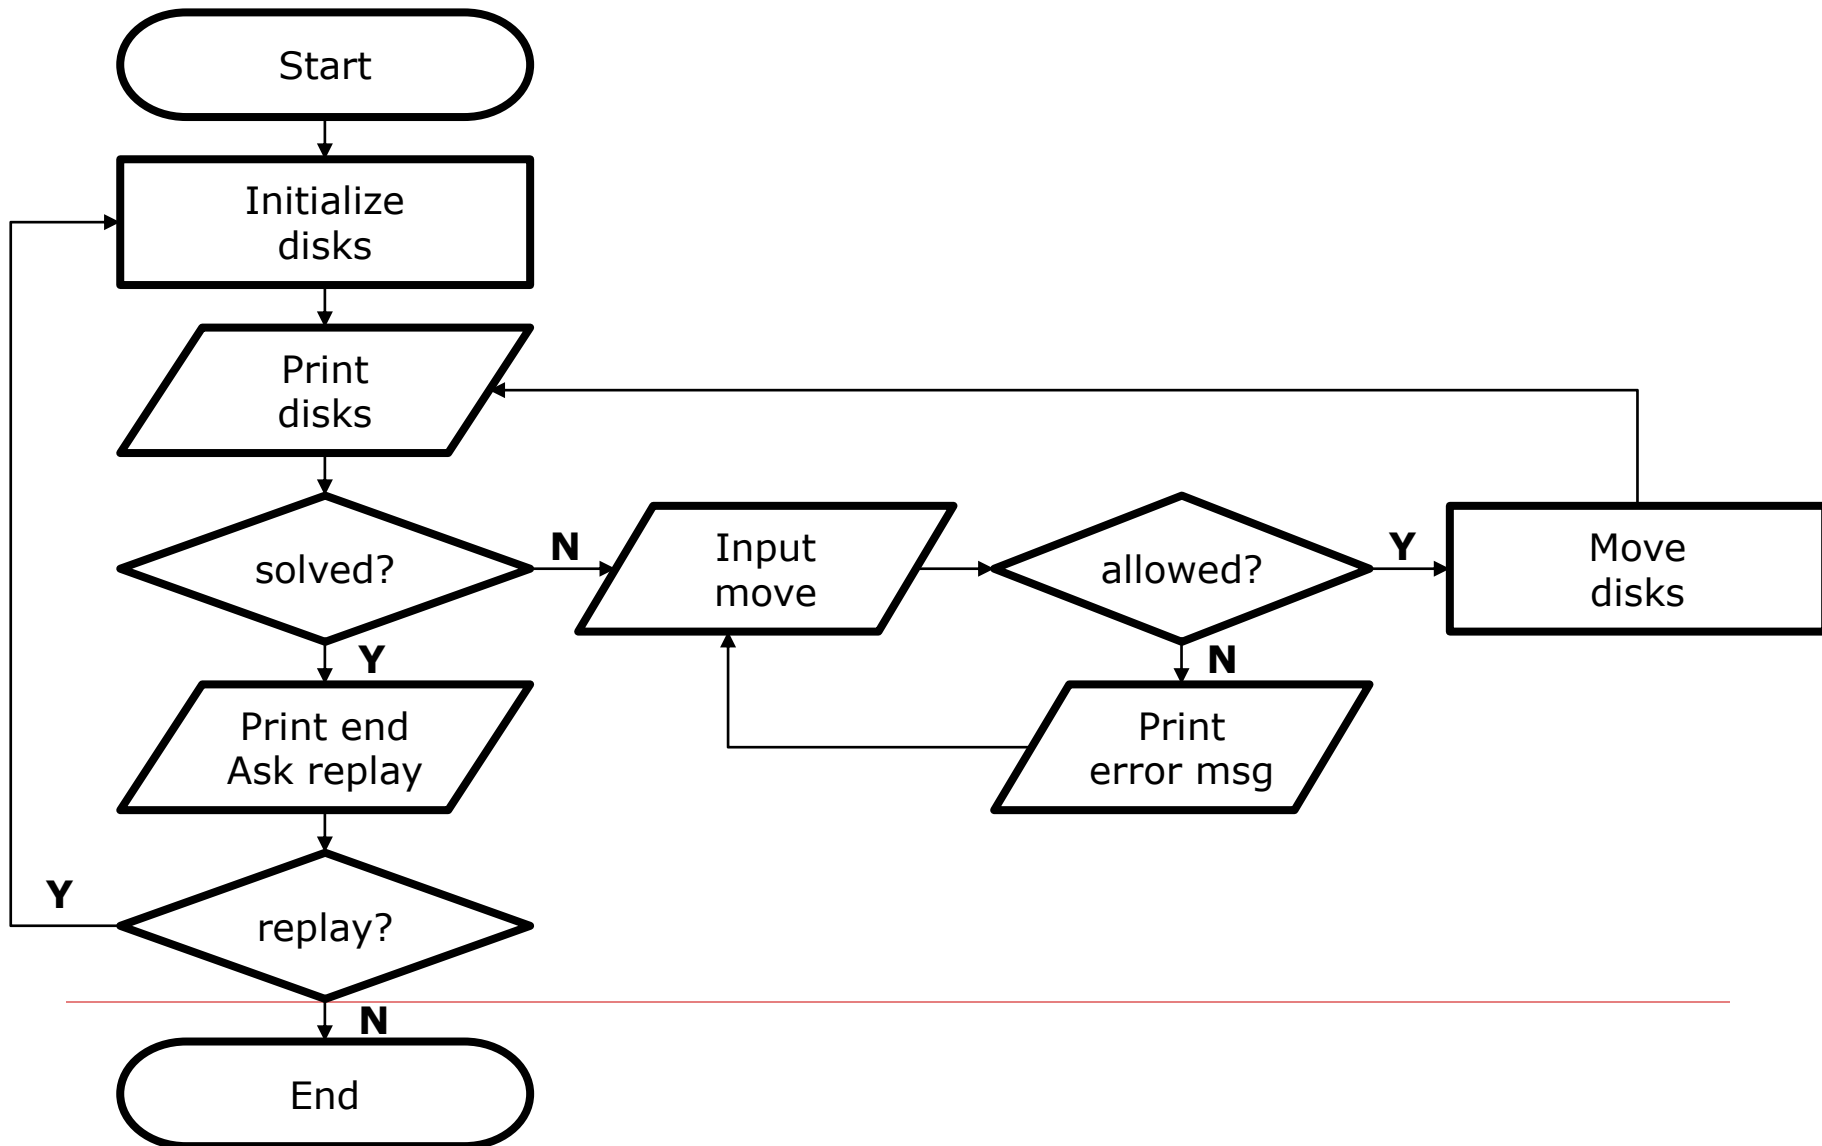 Start
Initialize
disks
Print
disks
solved?
N
Input
move
allowed?
Y
Move
disks
Y
N
Print end
Ask replay
Print
error msg
Y
replay?
N
End